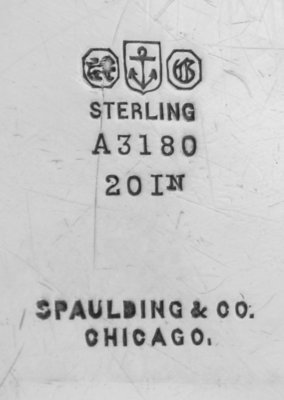 G
STERLING
A3180
20IN
SPAULDING & CO.
CHICAGO.